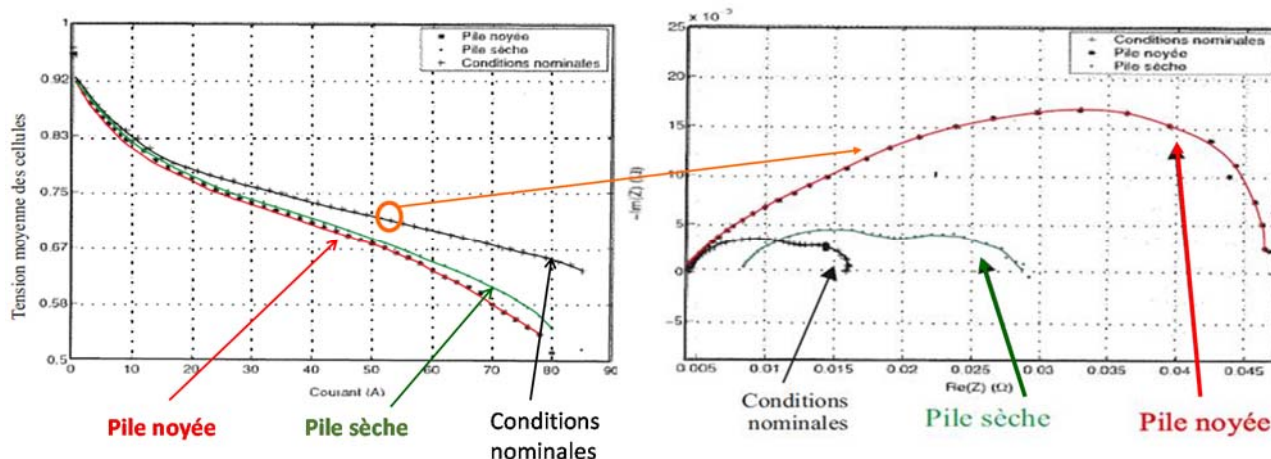 1
0.92
0.83
0.75
0.67
0.58
0.5
Tension moyenne des cellules
Pile noyée
Pile sèche
Conditions nominales
0
10
20
30
40
50
60
70
80
90
Courant (A)
Pile noyée
Pile sèche
Conditions
nominales
25
20
15
10
5
0
−5
−Im(Z) (Ω)
Conditions nominales
Pile noyée
Pile sèche
0.005
0.01
0.015
0.02
0.025
0.03
0.035
0.04
0.045
Re(Z) (Ω)
Conditions
nominales
Pile sèche
Pile noyée